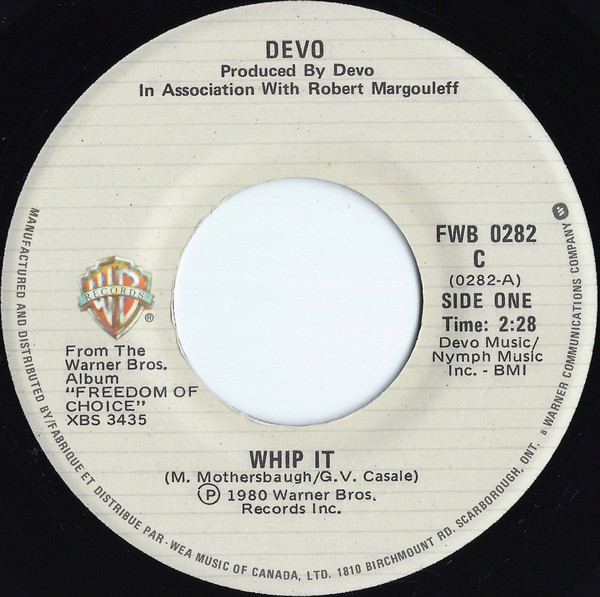 DEVO
Produced By Devo
In Association With Robert Margouleff
FWB 0282
C
(0282-A)
SIDE ONE
Time: 2:28
Devo Music/
Nymph Music
Inc. - BMI
WB
RECORDS
®
From The
Warner Bros.
Album
"FREEDOM OF
CHOICE"
XBS 3435
WHIP IT
(M. Mothersbaugh/G.V. Casale)
Ⓟ 1980 Warner Bros.
Records Inc.
MANUFACTURED AND DISTRIBUTED BY/FABRIQUE ET DISTRIBUE PAR - WEA MUSIC OF CANADA, LTD. 1810 BIRCHMOUNT RD. SCARBOROUGH, ONT. a WARNER COMMUNICATIONS COMPANY